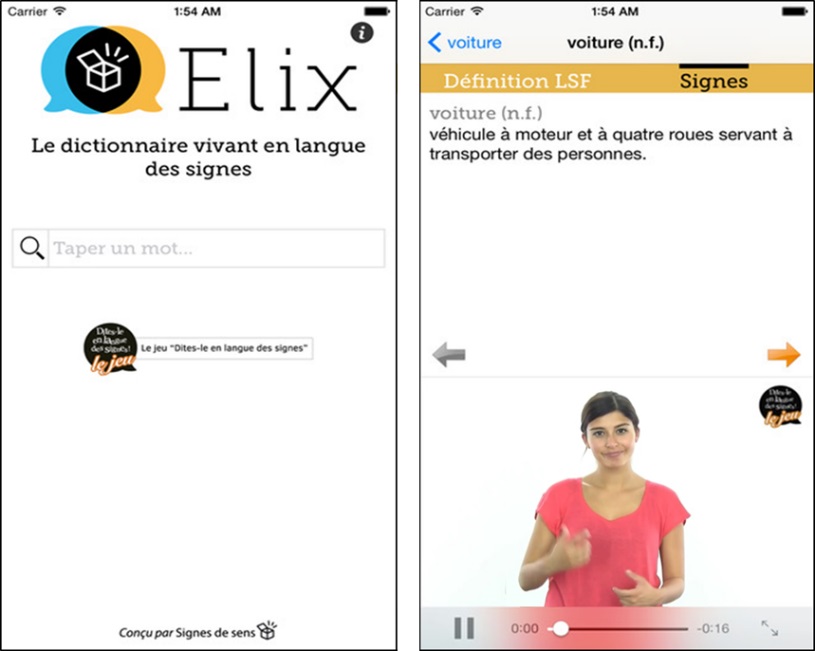 Carrier 1:54 AM
i
Elix
Le dictionnaire vivant en langue
des signes
Taper un mot...
Dites-le
en langue
des signes!
le jeu
Le jeu "Dites-le en langue des signes"
Conçu par Signes de sens
Carrier 1:54 AM
voiture voiture (n.f.)
Définition LSF Signes
voiture (n.f.)
véhicule à moteur et à quatre roues servant à
transporter des personnes.
Dites-le
en langue
des signes!
le jeu
0:00 -0:16